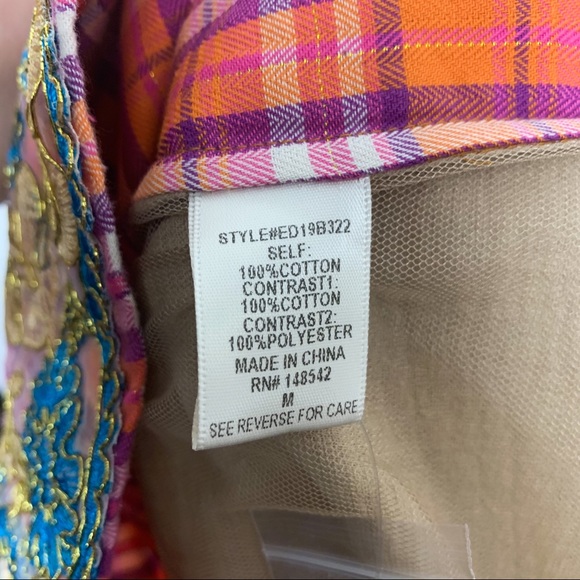 STYLE#ED19B322
SELF:
100%COTTON
CONTRAST1:
100%COTTON
CONTRAST2:
100%POLYESTER
MADE IN CHINA
RN# 148542
M
SEE REVERSE FOR CARE